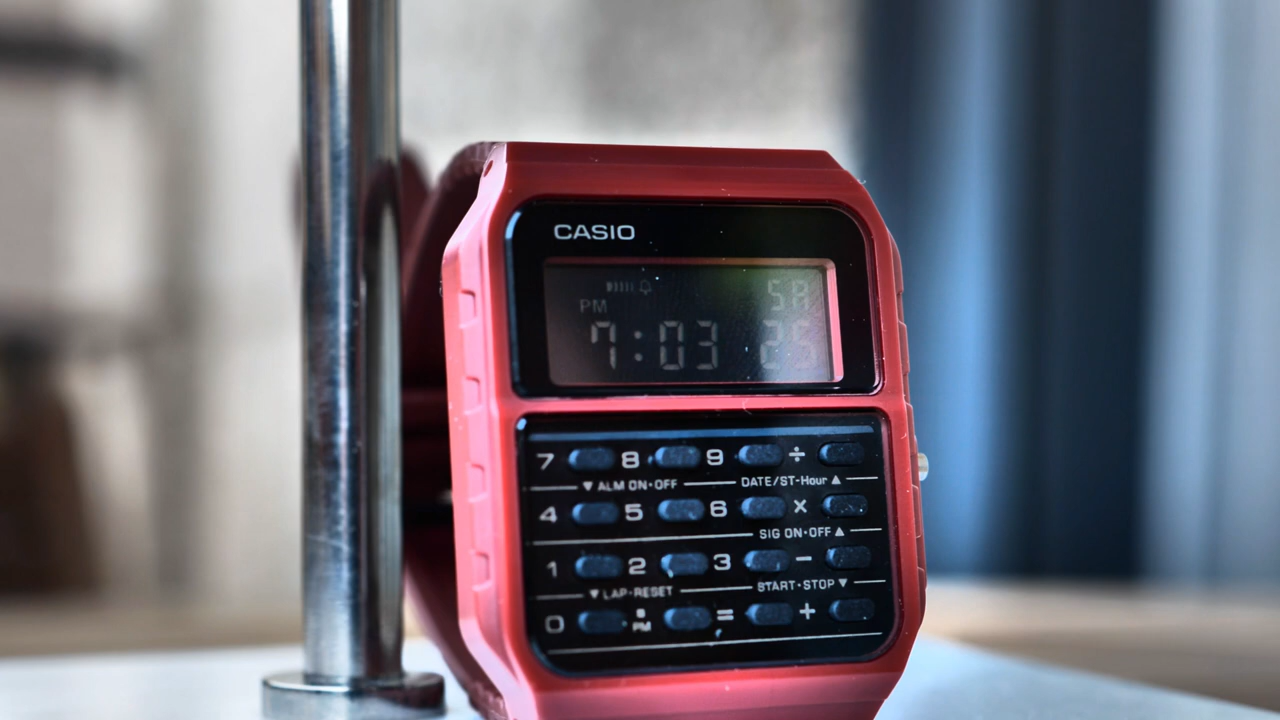 CASIO
SA
PM
7:03 25
7 8 9 ÷
▼ ALM ON·OFF DATE/ST-Hour ▲
4 5 6 ×
SIG ON·OFF ▲
1 2 3 −
▼ LAP·RESET START·STOP ▼
0 . = +
PM